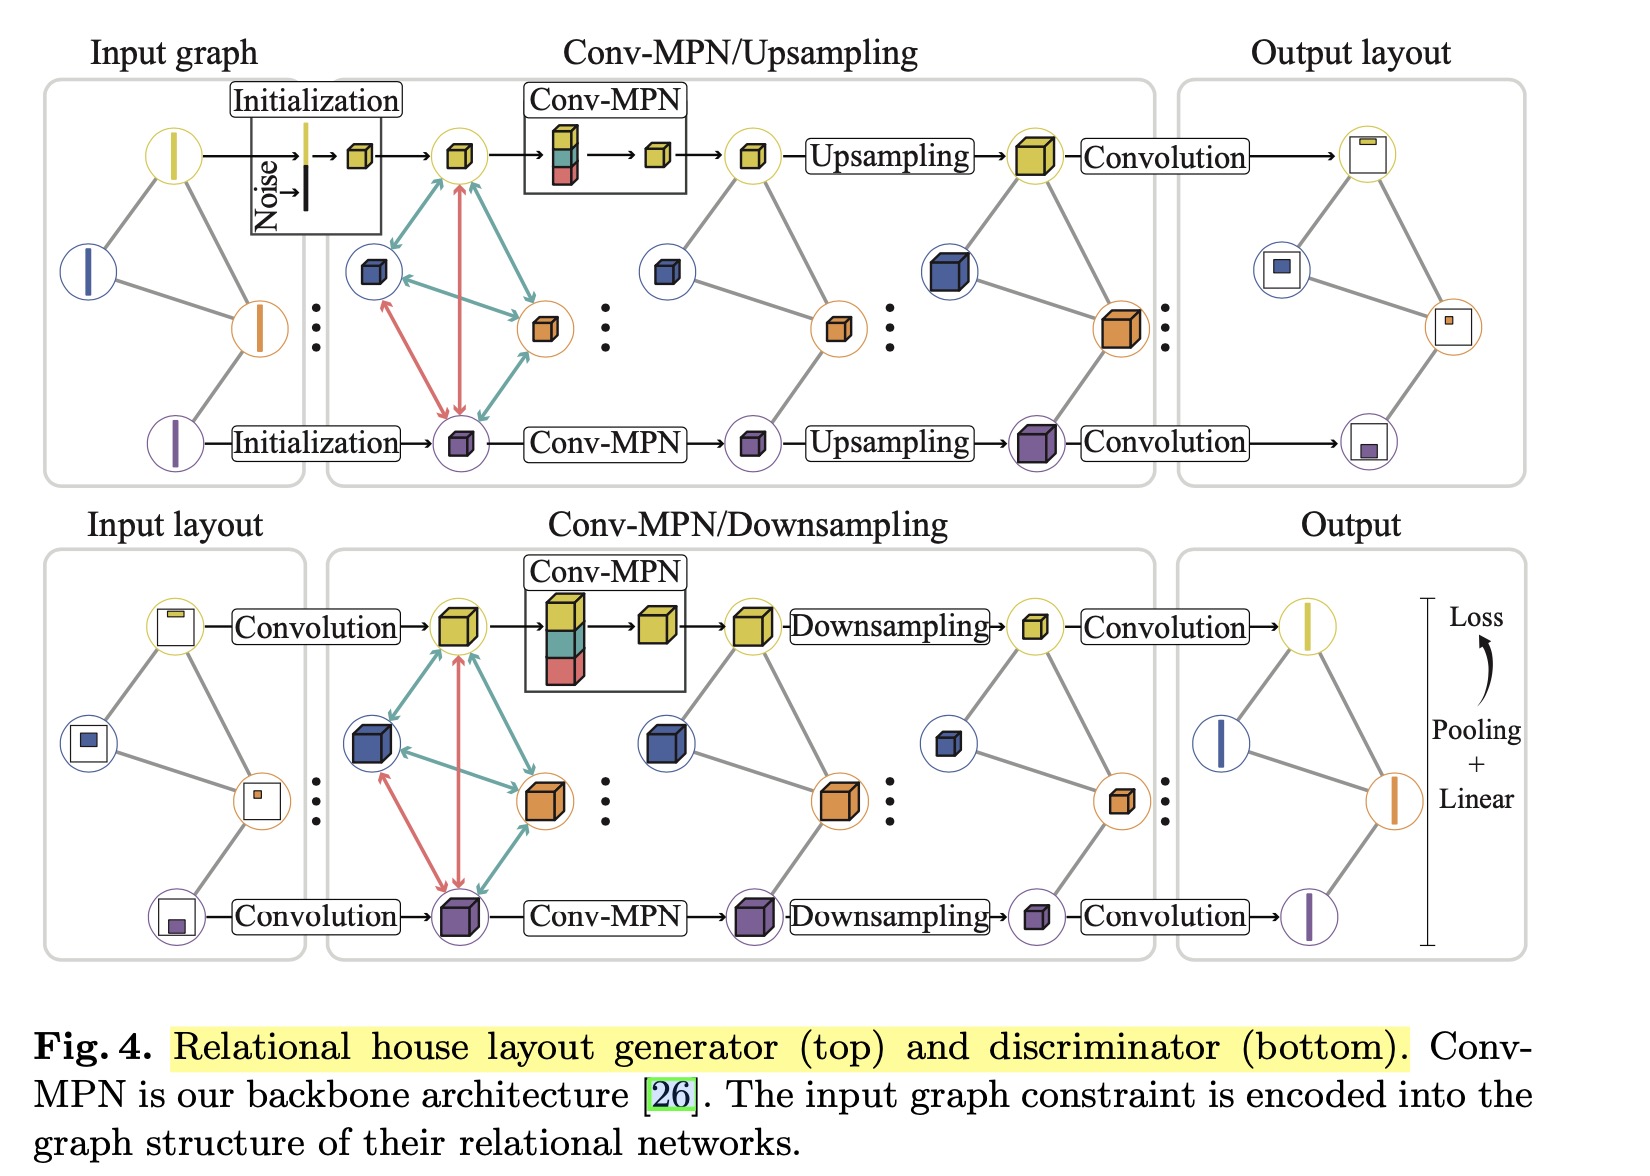 Input graph
Conv-MPN/Upsampling
Output layout
Initialization
Conv-MPN
Noise
Upsampling
Convolution
Initialization
Conv-MPN
Upsampling
Convolution
Input layout
Conv-MPN/Downsampling
Output
Conv-MPN
Convolution
Downsampling
Convolution
Loss
Pooling
+
Linear
Convolution
Conv-MPN
Downsampling
Convolution
Fig. 4. Relational house layout generator (top) and discriminator (bottom). Conv-
MPN is our backbone architecture [26]. The input graph constraint is encoded into the
graph structure of their relational networks.